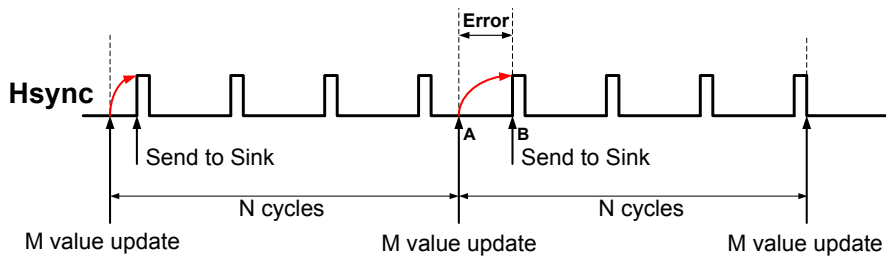 Error
Hsync
A
B
Send to Sink
Send to Sink
N cycles
N cycles
M value update
M value update
M value update